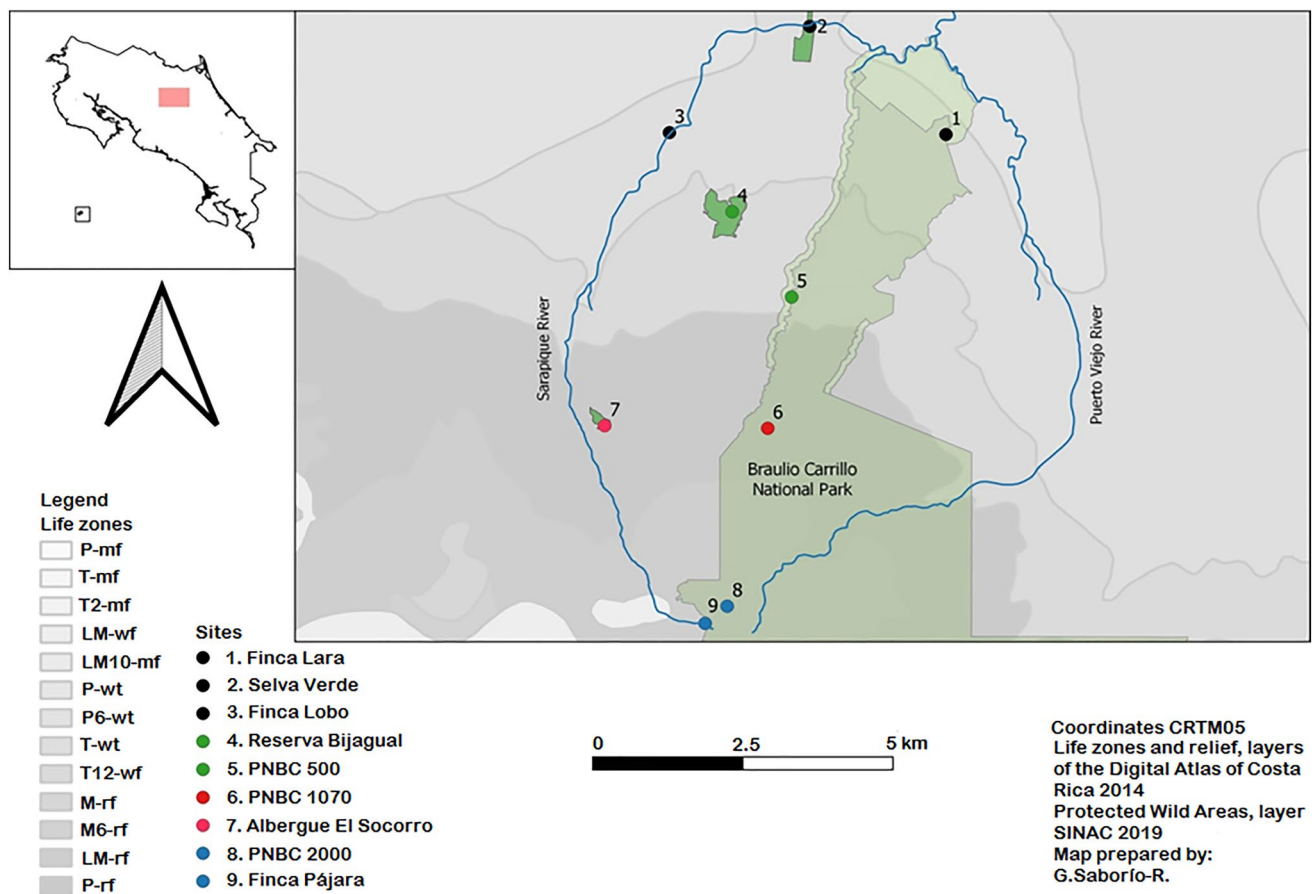 2
3
1
4
5
Sarapique River
Puerto Viejo River
7
6
Braulio Carrillo
National Park
8
9
Legend
Life zones
P-mf
T-mf
T2-mf
LM-wf
LM10-mf
P-wt
P6-wt
T-wt
T12-wf
M-rf
M6-rf
LM-rf
P-rf
Sites
1. Finca Lara
2. Selva Verde
3. Finca Lobo
4. Reserva Bijagual
5. PNBC 500
6. PNBC 1070
7. Albergue El Socorro
8. PNBC 2000
9. Finca Pájara
0 2.5 5 km
Coordinates CRTM05
Life zones and relief, layers
of the Digital Atlas of Costa
Rica 2014
Protected Wild Areas, layer
SINAC 2019
Map prepared by:
G.Saborío-R.